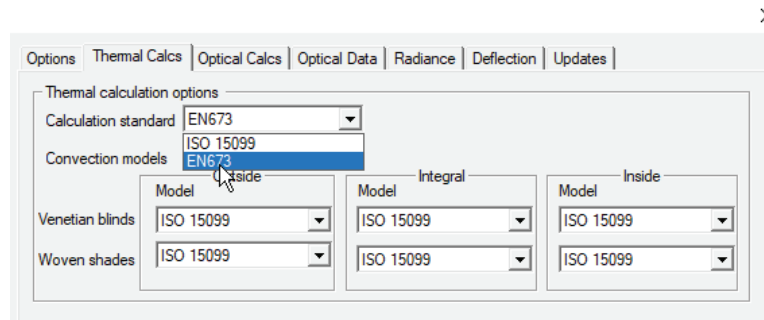 Options Thermal Calcs Optical Calcs Optical Data Radiance Deflection Updates
Thermal calculation options
Calculation standard EN673
ISO 15099
Convection models EN673
Outside Integral Inside
Model Model Model
Venetian blinds ISO 15099 ISO 15099 ISO 15099
Woven shades ISO 15099 ISO 15099 ISO 15099